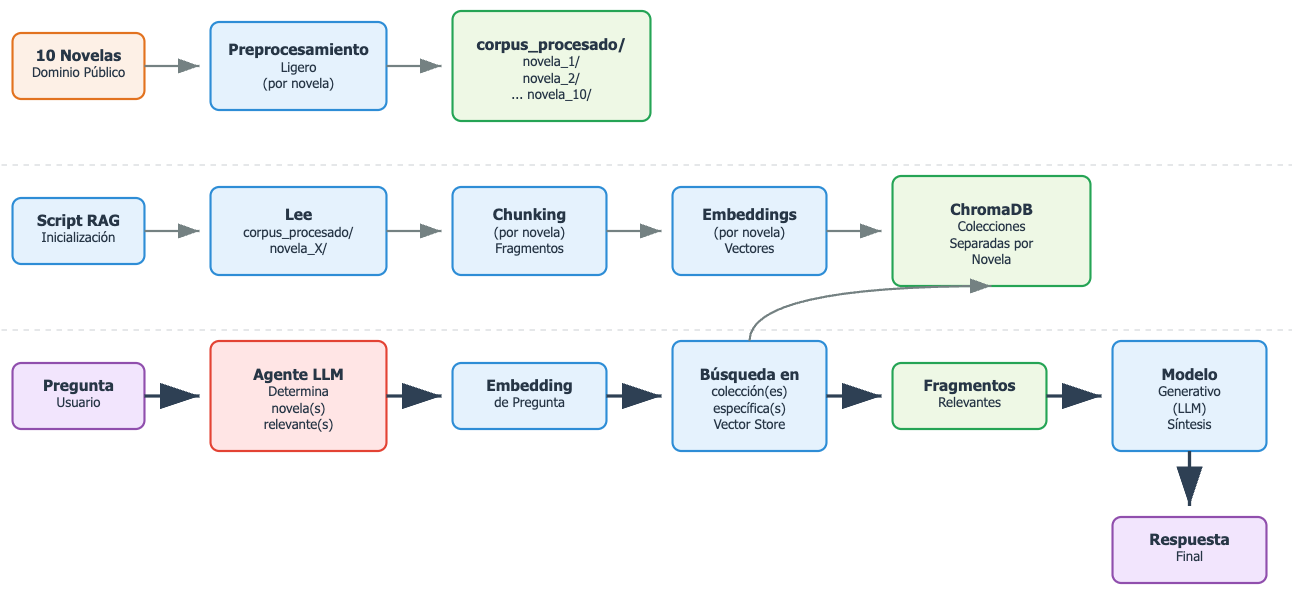 10 Novelas
Dominio Público
Preprocesamiento
Ligero
(por novela)
corpus_procesado/
novela_1/
novela_2/
... novela_10/
Script RAG
Inicialización
Lee
corpus_procesado/
novela_X/
Chunking
(por novela)
Fragmentos
Embeddings
(por novela)
Vectores
ChromaDB
Colecciones
Separadas por
Novela
Pregunta
Usuario
Agente LLM
Determina
novela(s)
relevante(s)
Embedding
de Pregunta
Búsqueda en
colección(es)
específica(s)
Vector Store
Fragmentos
Relevantes
Modelo
Generativo
(LLM)
Síntesis
Respuesta
Final